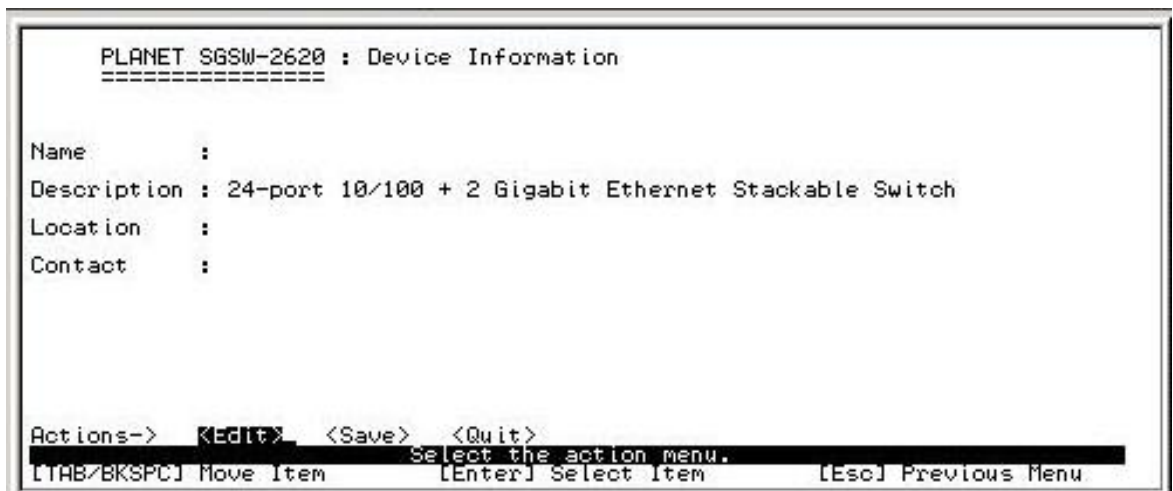 PLANET SGSW-2620 : Device Information
================
Name :
Description : 24-port 10/100 + 2 Gigabit Ethernet Stackable Switch
Location :
Contact :
Actions-> <Edit> <Save> <Quit>
Select the action menu.
[TAB/BKSPC] Move Item [Enter] Select Item [Esc] Previous Menu